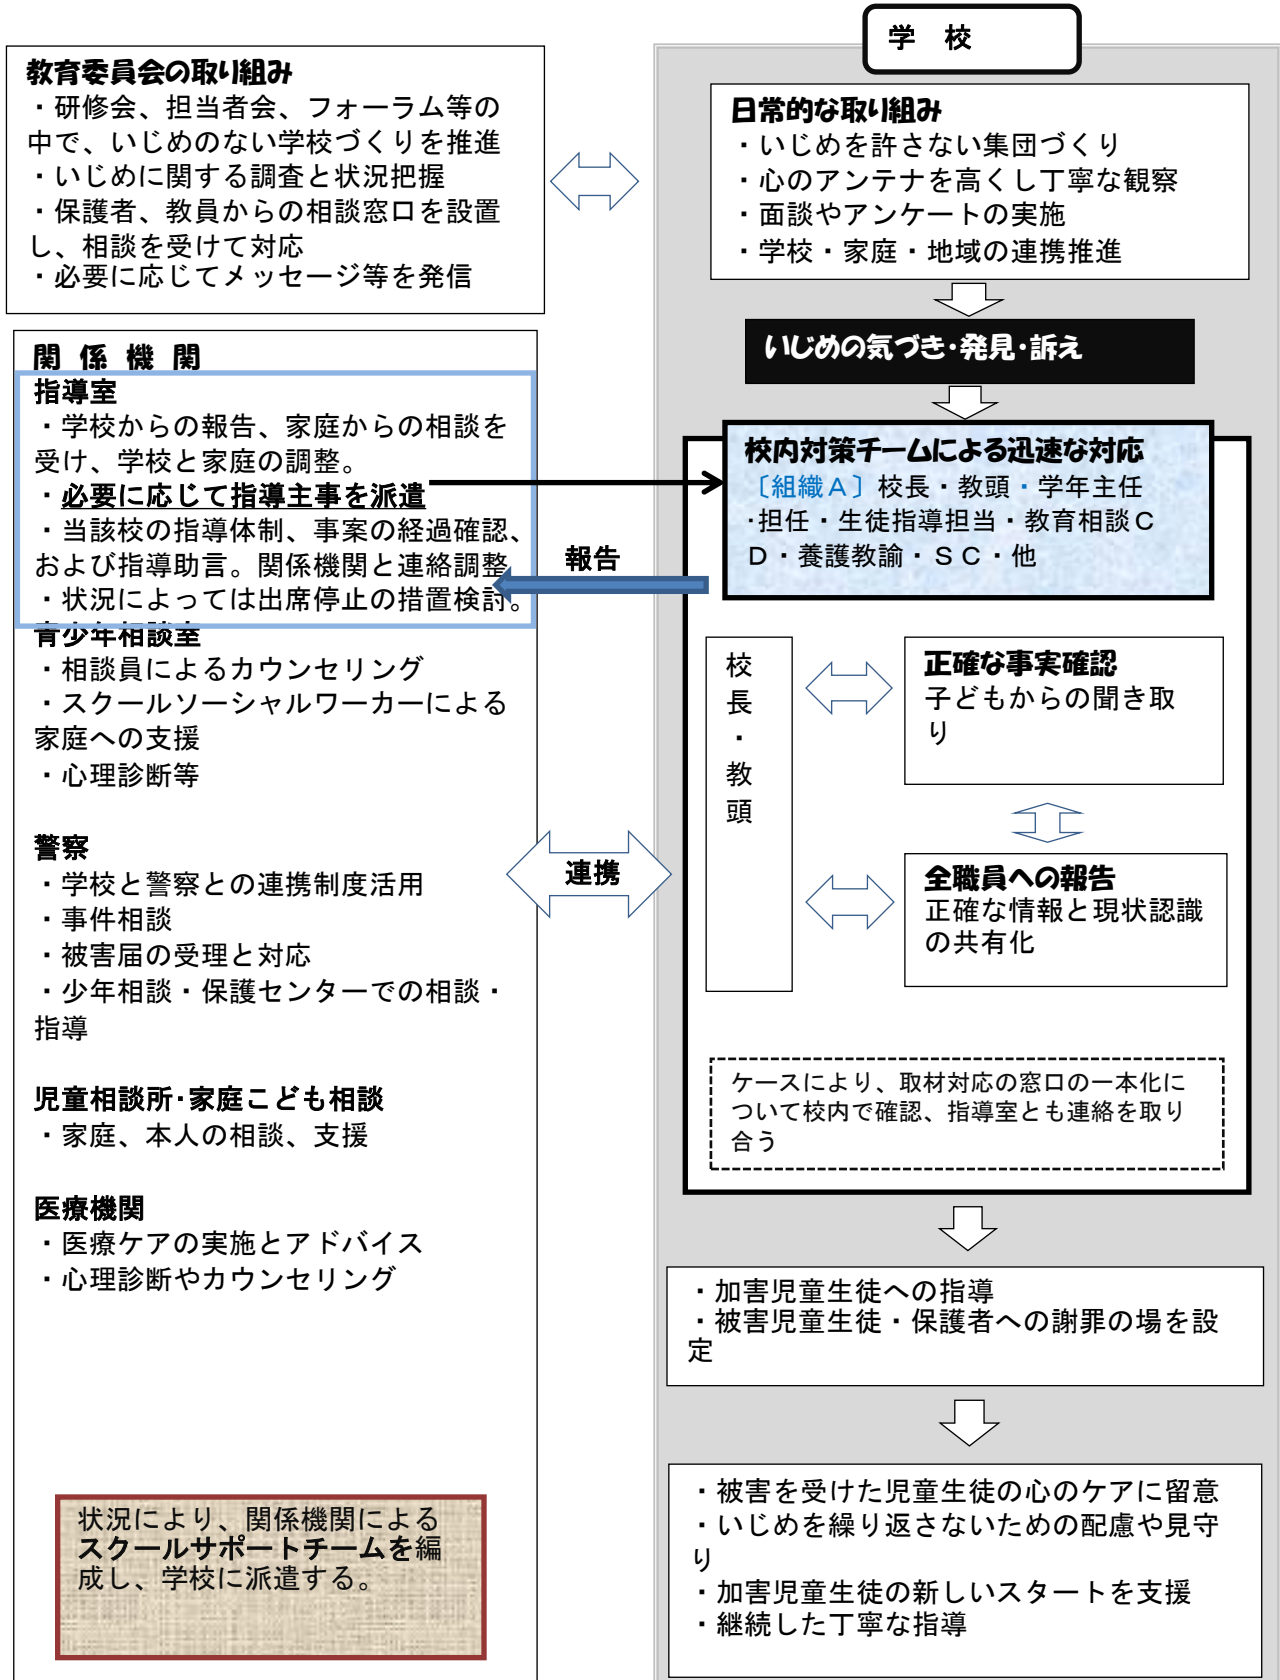 学　校
教育委員会の取り組み
・研修会、担当者会、フォーラム等の
中で、いじめのない学校づくりを推進
・いじめに関する調査と状況把握
・保護者、教員からの相談窓口を設置
し、相談を受けて対応
・必要に応じてメッセージ等を発信
日常的な取り組み
・いじめを許さない集団づくり
・心のアンテナを高くし丁寧な観察
・面談やアンケートの実施
・学校・家庭・地域の連携推進
いじめの気づき・発見・訴え
関 係 機 関
指導室
・学校からの報告、家庭からの相談を
受け、学校と家庭の調整。
・必要に応じて指導主事を派遣
・当該校の指導体制、事案の経過確認、
および指導助言。関係機関と連絡調整
・状況によっては出席停止の措置検討。
青少年相談室
・相談員によるカウンセリング
・スクールソーシャルワーカーによる
家庭への支援
・心理診断等
警察
・学校と警察との連携制度活用
・事件相談
・被害届の受理と対応
・少年相談・保護センターでの相談・
指導
児童相談所･家庭こども相談
・家庭、本人の相談、支援
医療機関
・医療ケアの実施とアドバイス
・心理診断やカウンセリング
状況により、関係機関による
スクールサポートチームを編
成し、学校に派遣する。
報告
連携
校内対策チームによる迅速な対応
〔組織Ａ〕校長・教頭・学年主任
･担任・生徒指導担当・教育相談Ｃ
Ｄ・養護教諭・ＳＣ・他
校
長
・
教
頭
正確な事実確認
子どもからの聞き取
り
全職員への報告
正確な情報と現状認識
の共有化
ケースにより、取材対応の窓口の一本化に
ついて校内で確認、指導室とも連絡を取り
合う
・加害児童生徒への指導
・被害児童生徒・保護者への謝罪の場を設
定
・被害を受けた児童生徒の心のケアに留意
・いじめを繰り返さないための配慮や見守
り
・加害児童生徒の新しいスタートを支援
・継続した丁寧な指導